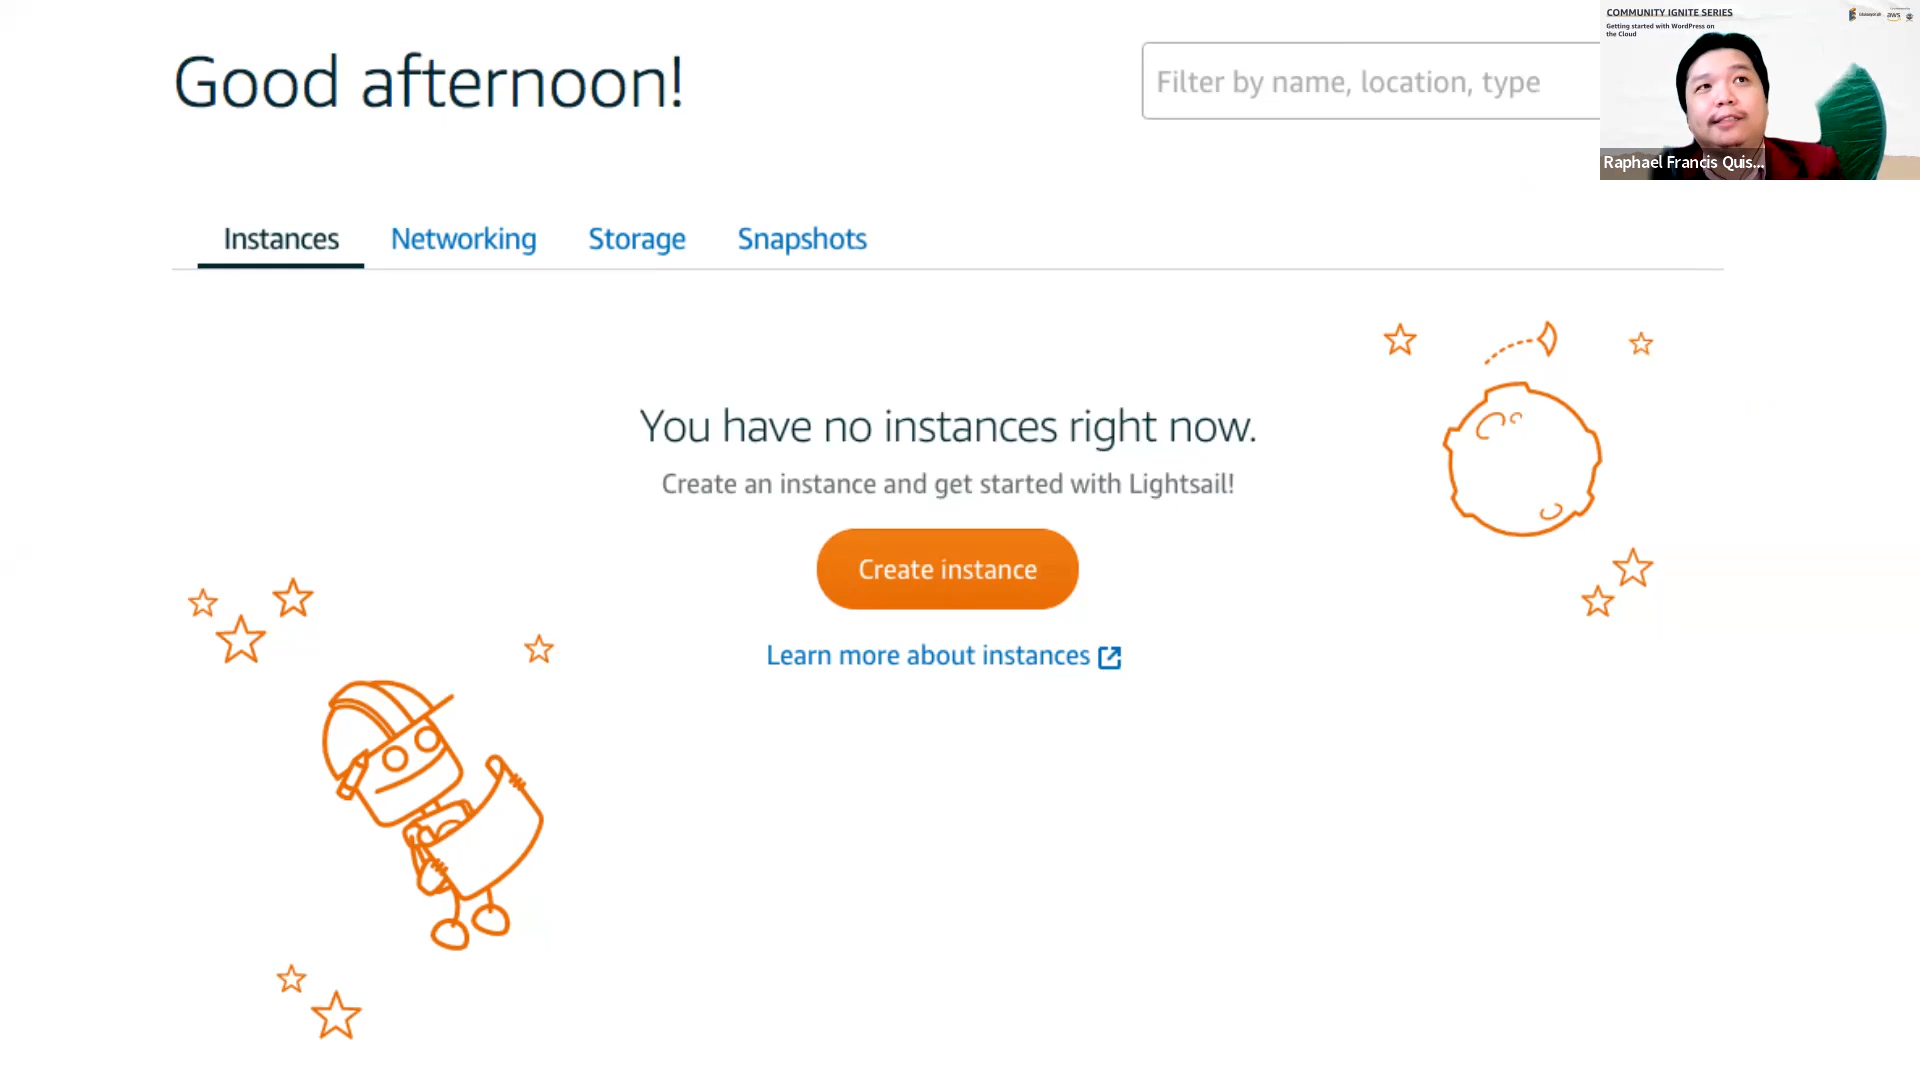 Good afternoon!
Filter by name, location, type
COMMUNITY IGNITE SERIES
Getting started with WordPress on
the Cloud
aws
Raphael Francis Quis...
Instances
Networking
Storage
Snapshots
You have no instances right now.
Create an instance and get started with Lightsail!
Create instance
Learn more about instances